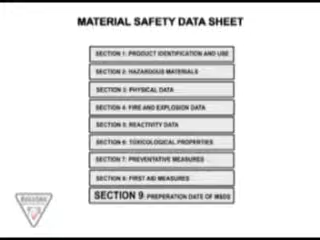 MATERIAL SAFETY DATA SHEET
SECTION 1: PRODUCT IDENTIFICATION AND USE
SECTION 2: HAZARDOUS MATERIALS
SECTION 3: PHYSICAL DATA
SECTION 4: FIRE AND EXPLOSION DATA
SECTION 5: REACTIVITY DATA
SECTION 6: TOXICOLOGICAL PROPERTIES
SECTION 7: PREVENTATIVE MEASURES
SECTION 8: FIRST AID MEASURES
SECTION 9: PREPARATION DATE OF MSDS